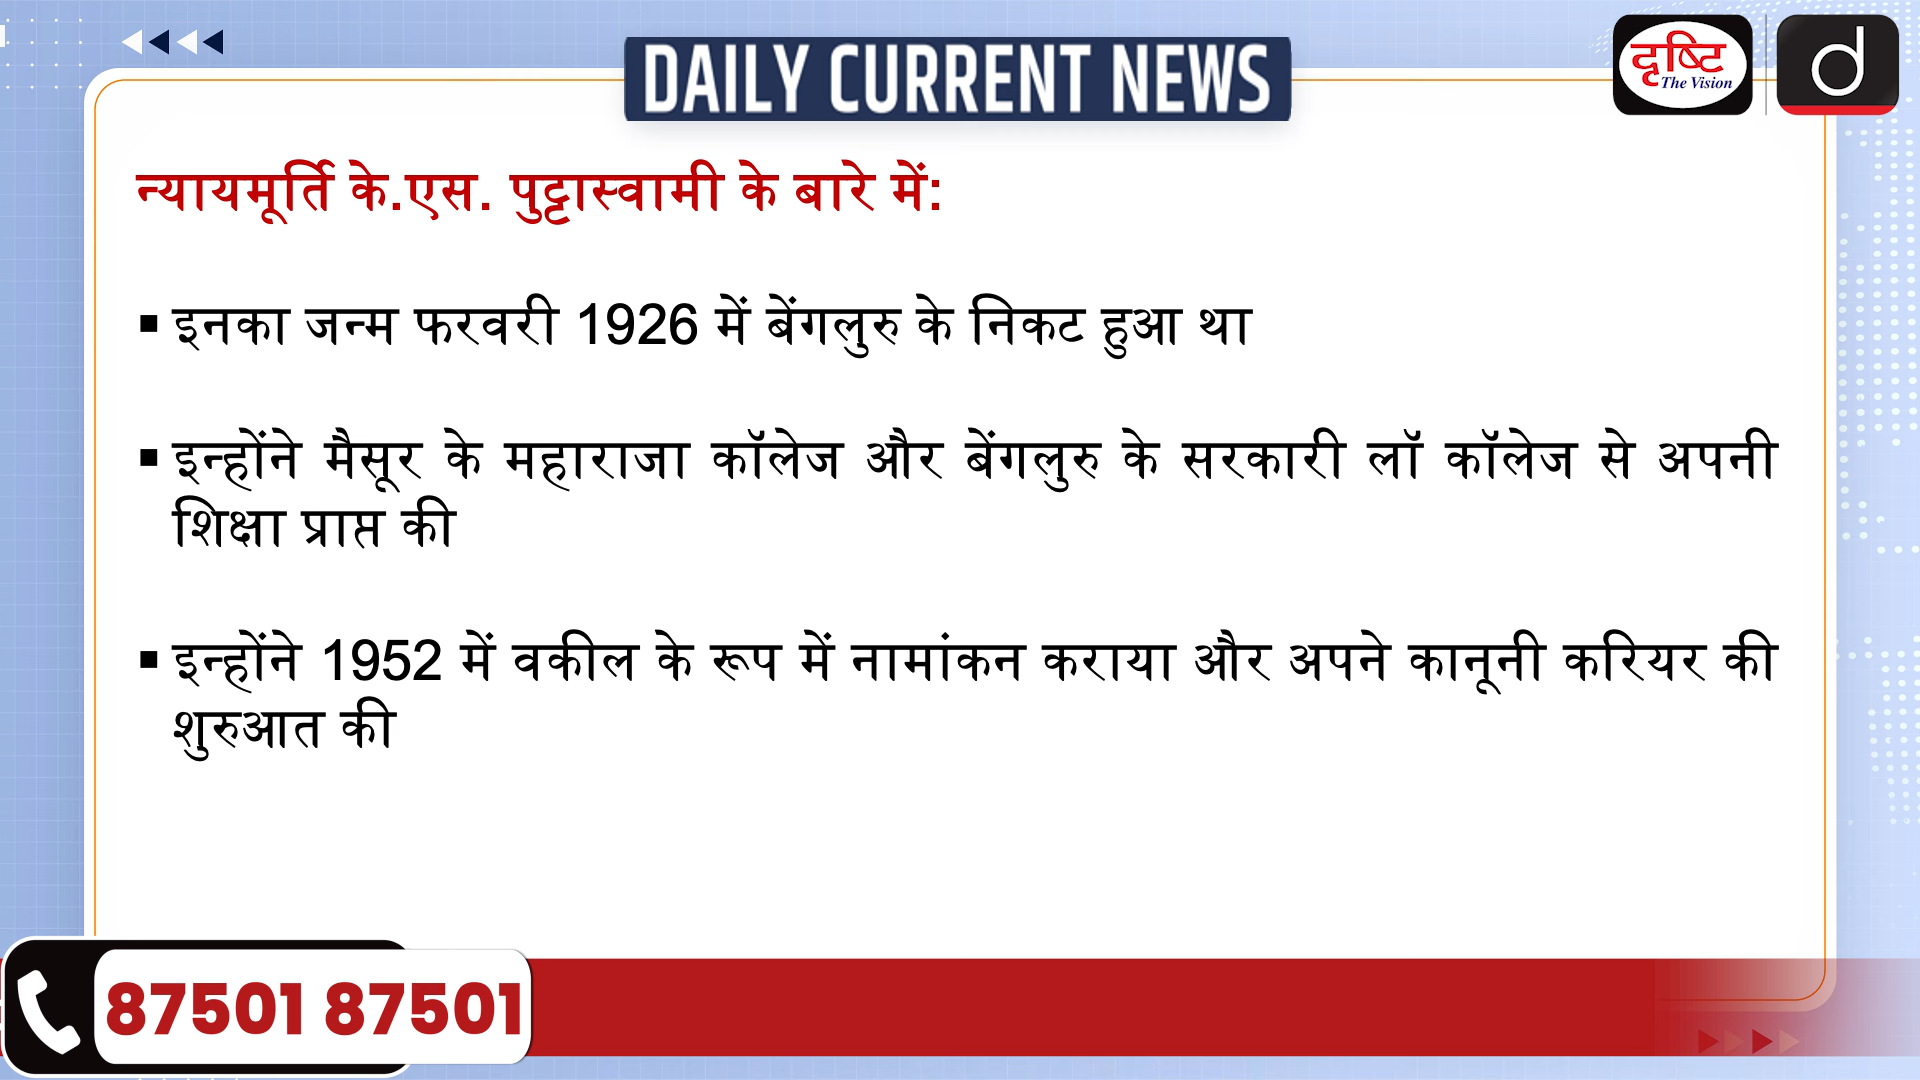 DAILY CURRENT NEWS
दृष्टि
The Vision
d
न्यायमूर्ति के.एस. पुट्टास्वामी के बारे में:
▪ इनका जन्म फरवरी 1926 में बेंगलुरु के निकट हुआ था
▪ इन्होंने मैसूर के महाराजा कॉलेज और बेंगलुरु के सरकारी लॉ कॉलेज से अपनी
शिक्षा प्राप्त की
▪ इन्होंने 1952 में वकील के रूप में नामांकन कराया और अपने कानूनी करियर की
शुरुआत की
87501 87501